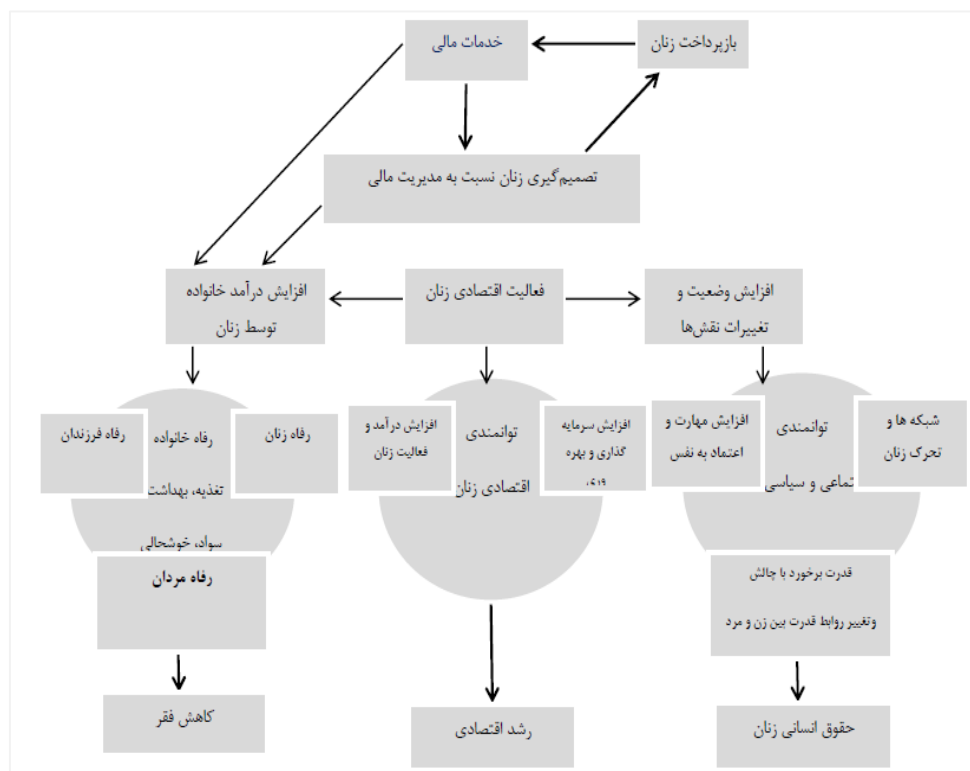 بازپرداخت زنان
خدمات مالی
تصمیم‌گیری زنان نسبت به مدیریت مالی
افزایش وضعیت و
تغییرات نقش‌ها
فعالیت اقتصادی زنان
افزایش درآمد خانواده
توسط زنان
شبکه ها و
تحرک زنان
توانمندی
تماعی و سیاسی
افزایش مهارت و
اعتماد به نفس
قدرت برخورد با چالش
وتغییر روابط قدرت بین زن و مرد
افزایش سرمایه
گذاری و بهره
وری
توانمندی
اقتصادی زنان
افزایش درآمد و
فعالیت زنان
رفاه زنان
رفاه خانواده
تغذیه، بهداشت
سواد، خوشحالی
رفاه فرزندان
رفاه مردان
حقوق انسانی زنان
رشد اقتصادی
کاهش فقر